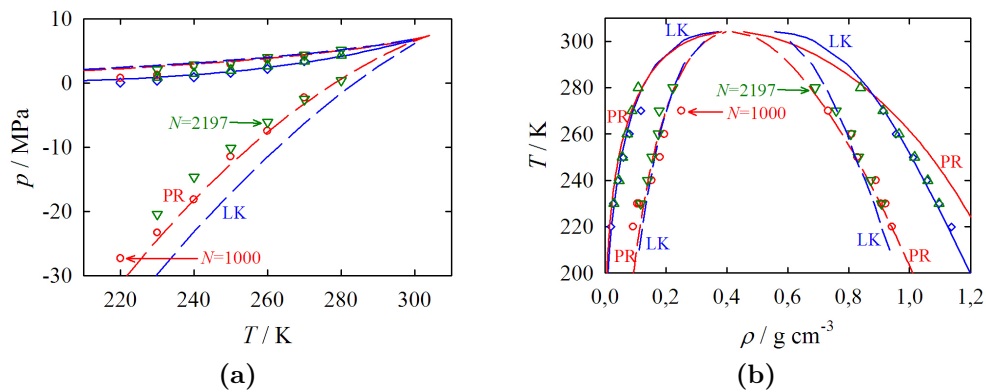 10
0
-10
-20
-30
p / MPa
220 240 260 280 300
T / K
N=2197
PR
LK
N=1000
(a)
300
280
260
240
220
200
T / K
0,0 0,2 0,4 0,6 0,8 1,0 1,2
ρ / g cm⁻³
LK
LK
N=2197
N=1000
PR
PR
PR
LK
LK
PR
(b)